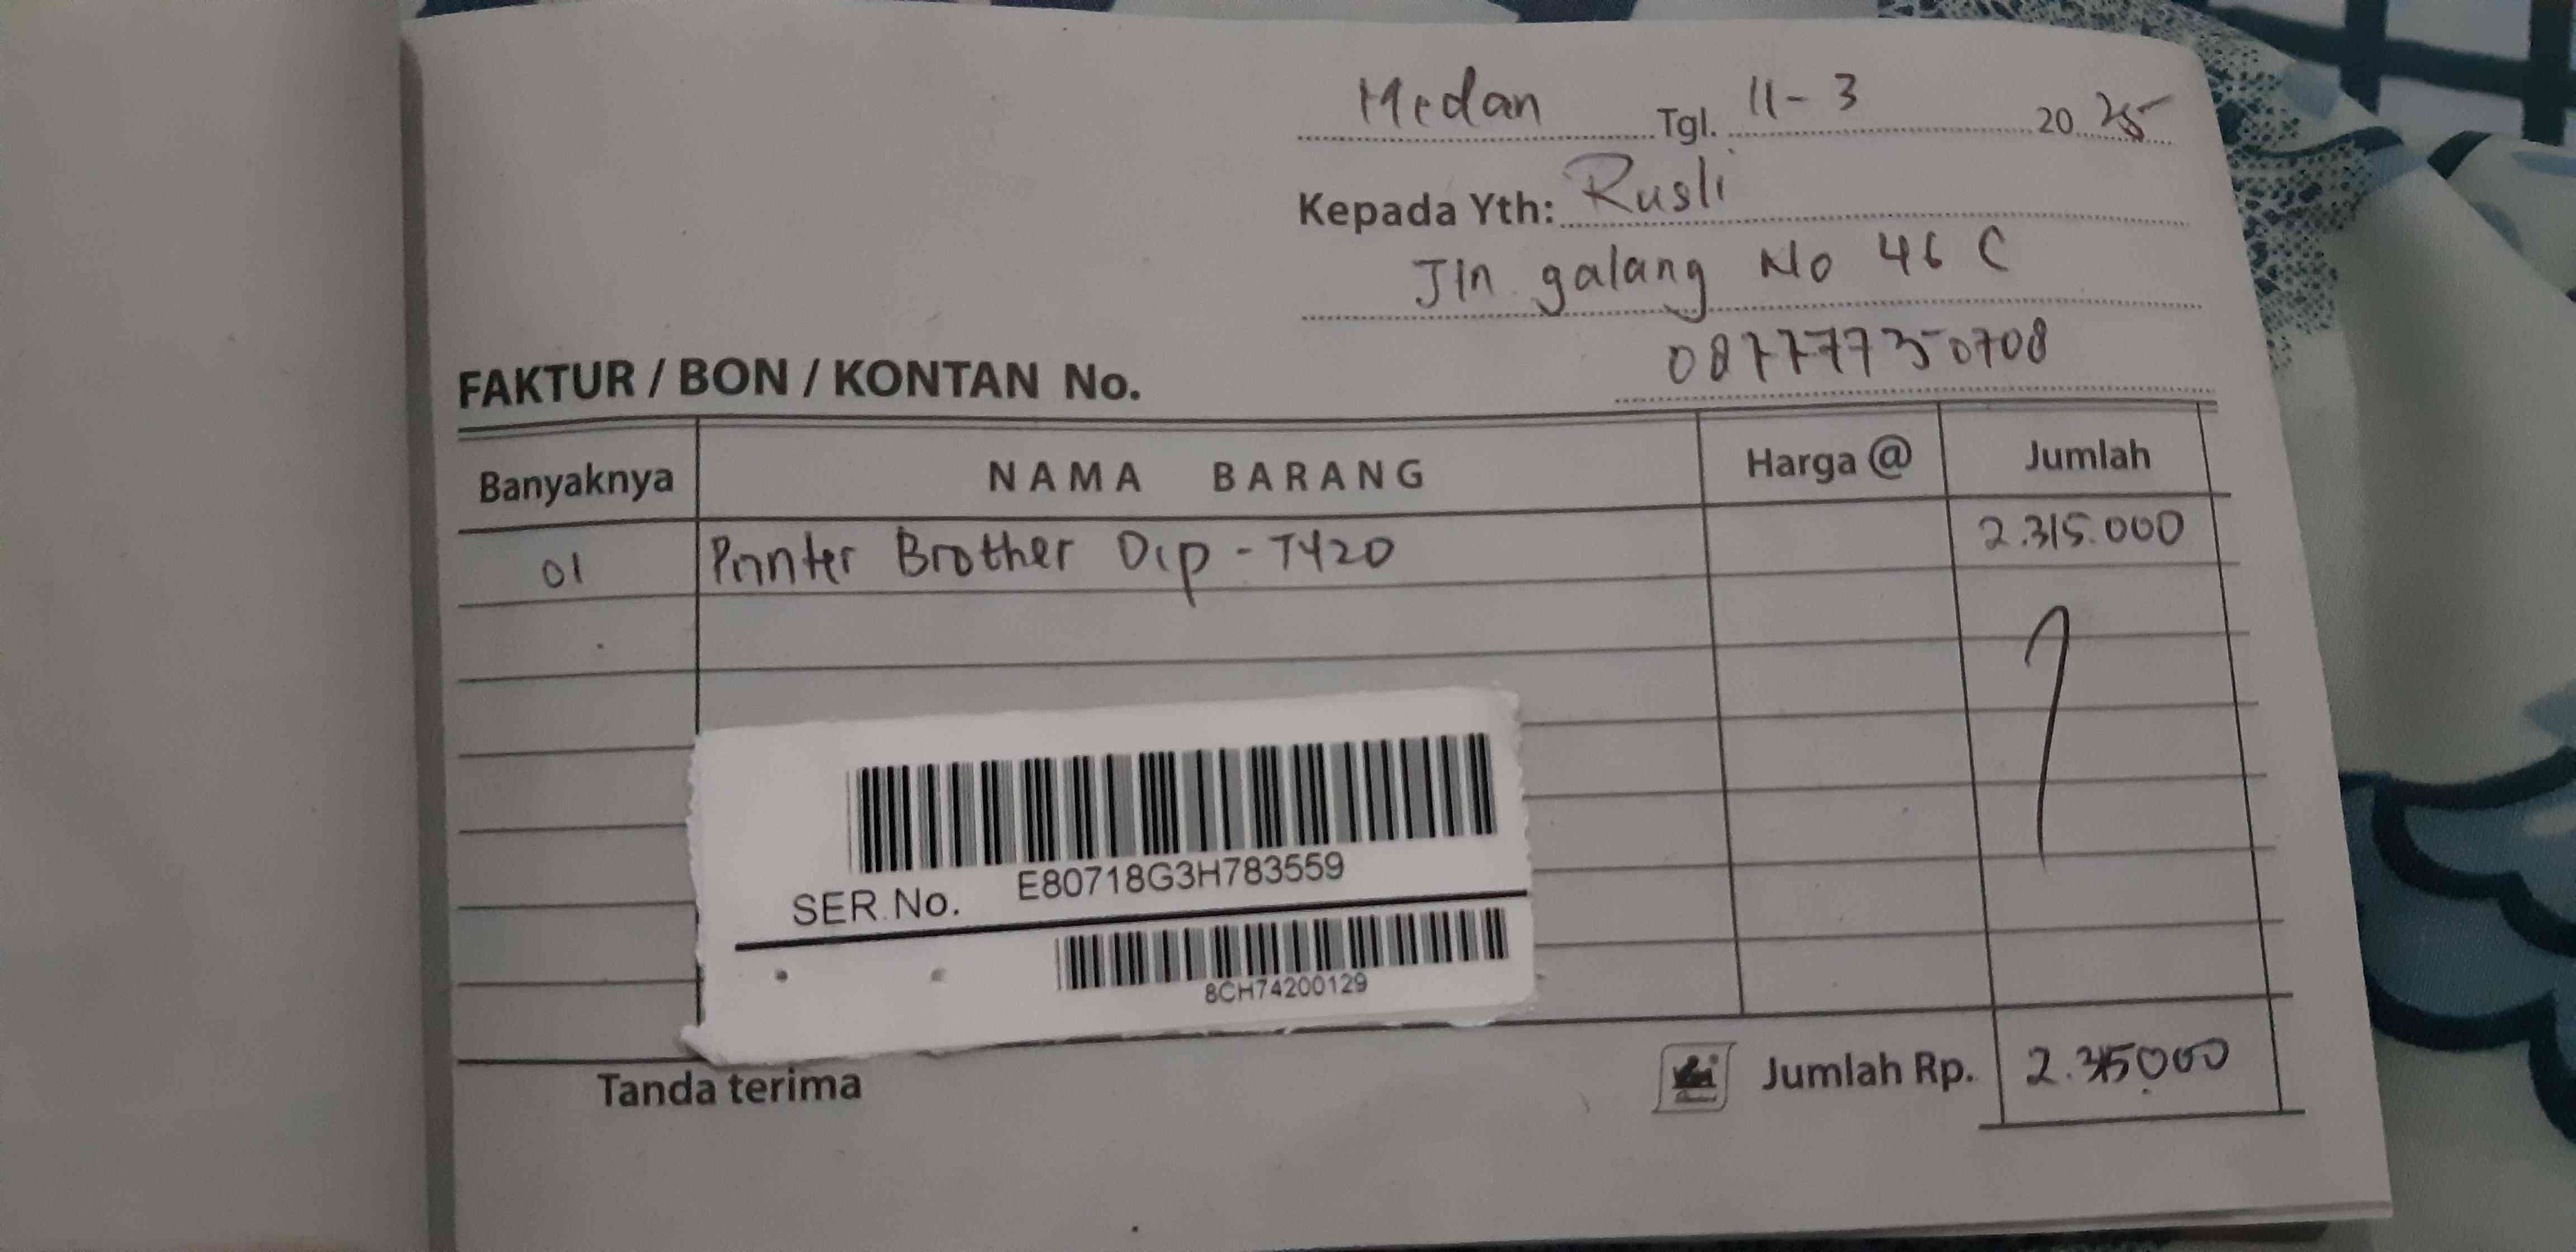 Medan Tgl. 11-3 2025
Kepada Yth: Rusli
Jln galang No 46 C
087777350708
FAKTUR / BON / KONTAN No.
Banyaknya NAMA BARANG Harga @ Jumlah
01 Printer Brother Dcp-T420 2.315.000
E80718G3H783559
SER.No.
8CH74200129
Tanda terima Jumlah Rp. 2.315000